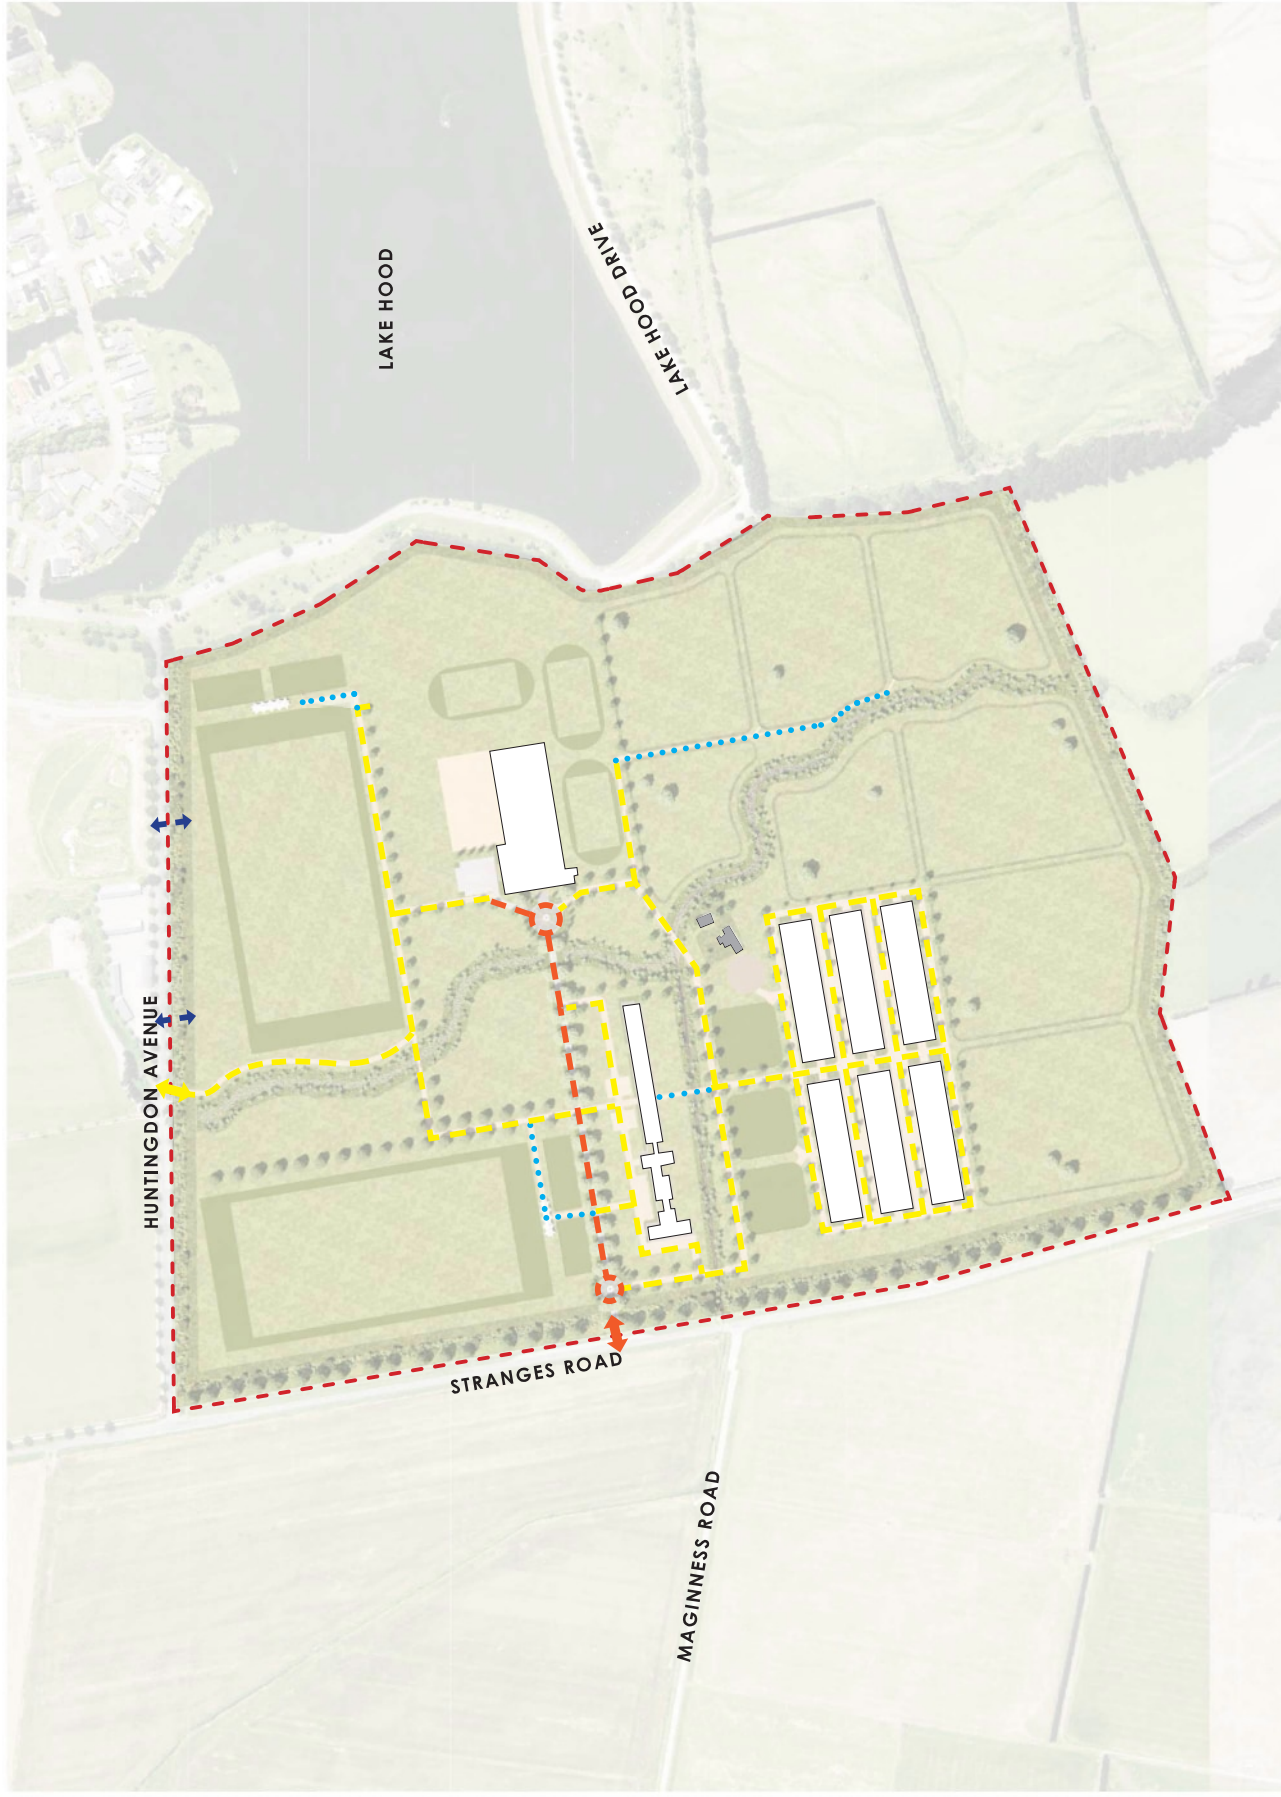 LAKE HOOD
LAKE HOOD DRIVE
HUNTINGDON AVENUE
STRANGES ROAD
MAGINNESS ROAD